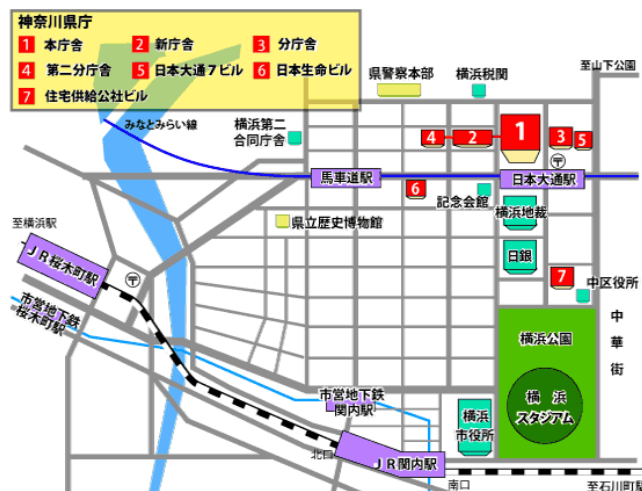 神奈川県庁
1 本庁舎 2 新庁舎 3 分庁舎
4 第二分庁舎 5 日本大通7ビル 6 日本生命ビル
7 住宅供給公社ビル
至山下公園
県警察本部
横浜税関
みなとみらい線
横浜第二
合同庁舎
1
4
2
3
5
〒
馬車道駅
日本大通駅
6
記念会館
横浜地裁
県立歴史博物館
至横浜駅
JR桜木町駅
〒
日銀
7
中区役所
市営地下鉄
桜木町駅
横浜公園
中華街
横浜
スタジアム
市営地下鉄
関内駅
横浜
市役所
北口
JR関内駅
南口
至石川町駅